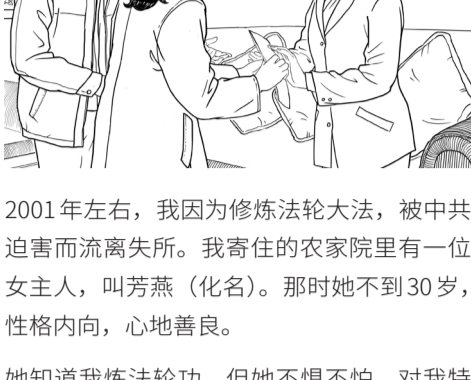 2001年左右，我因为修炼法轮大法，被中共
迫害而流离失所。我寄住的农家院里有一位
女主人，叫芳燕（化名）。那时她不到30岁，
性格内向，心地善良。
她知道我炼法轮功，但她不惧不怕，对我特